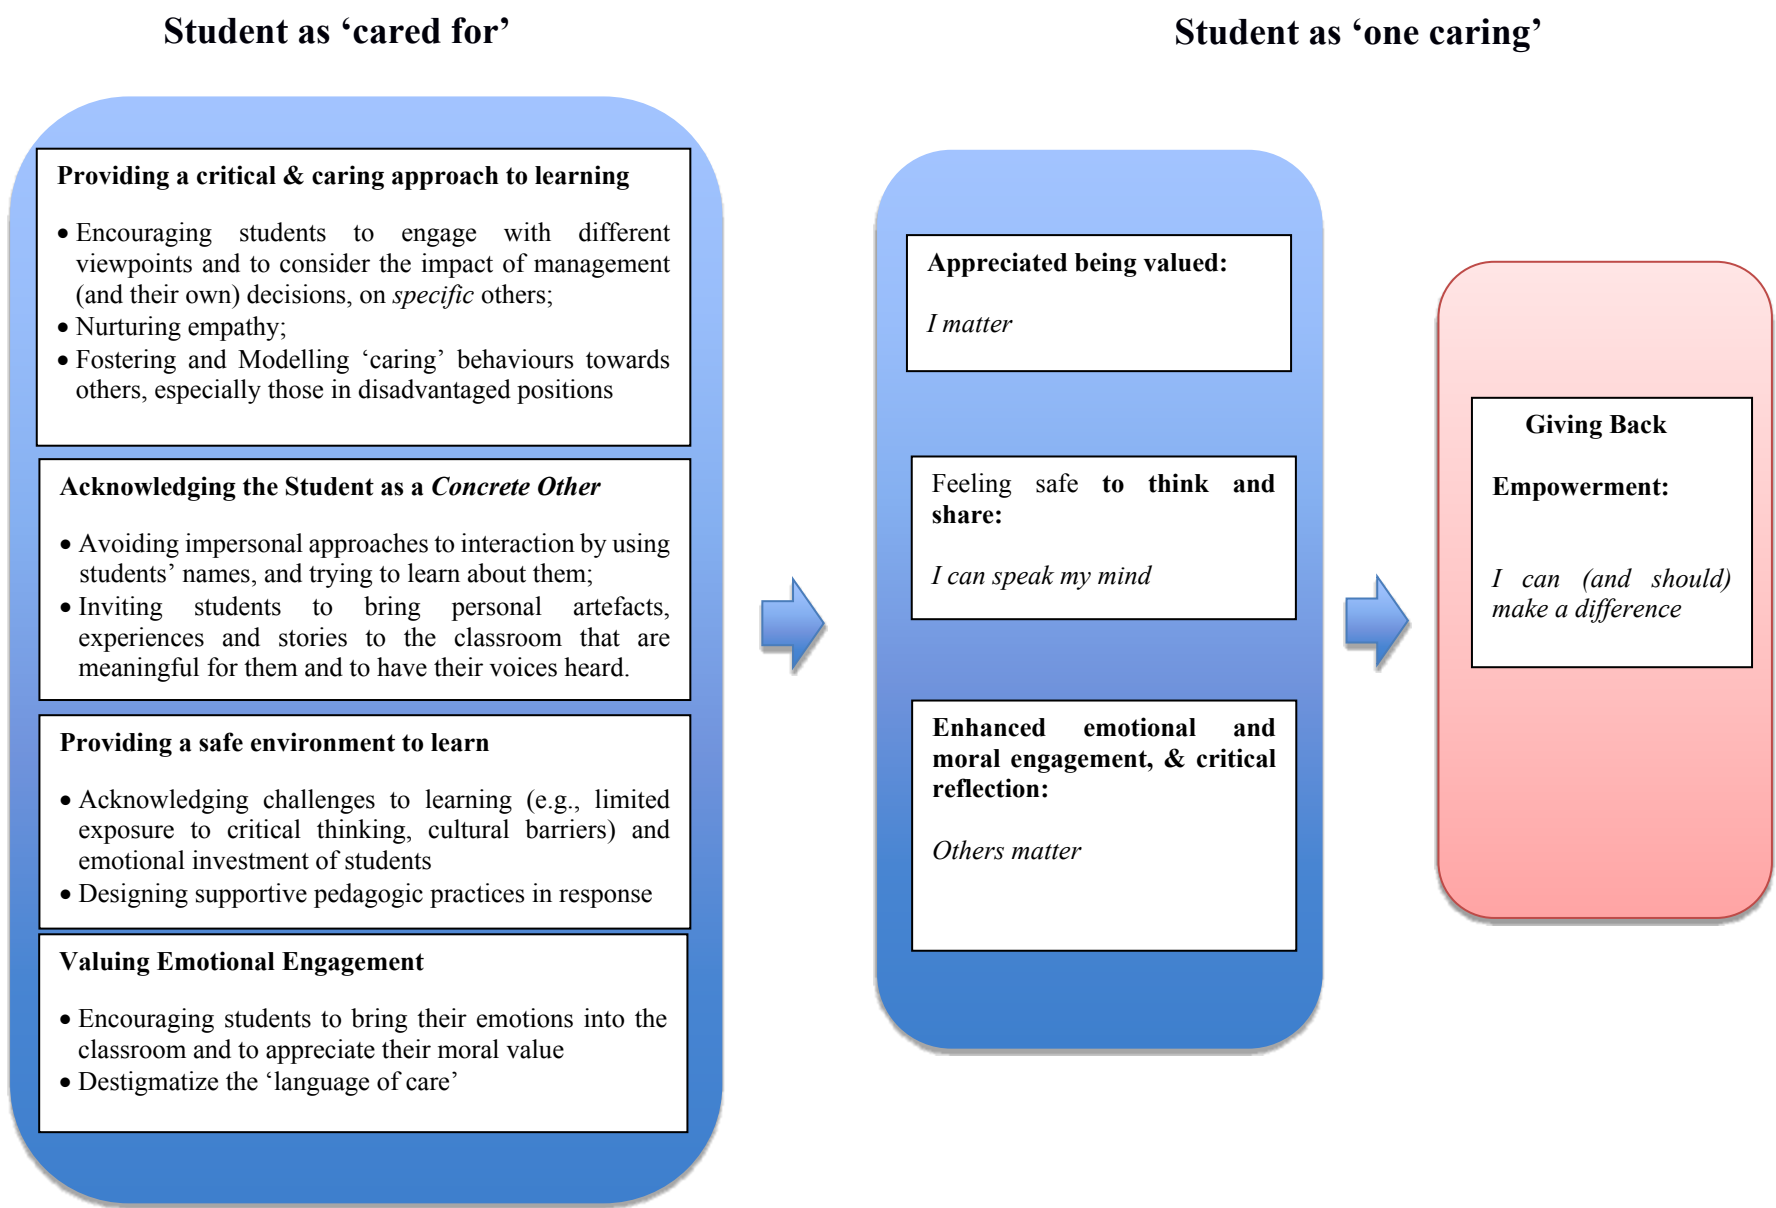 Student as ‘cared for’
Student as ‘one caring’
Providing a critical & caring approach to learning
• Encouraging students to engage with different
viewpoints and to consider the impact of management
(and their own) decisions, on specific others;
• Nurturing empathy;
• Fostering and Modelling ‘caring’ behaviours towards
others, especially those in disadvantaged positions
Acknowledging the Student as a Concrete Other
• Avoiding impersonal approaches to interaction by using
students’ names, and trying to learn about them;
• Inviting students to bring personal artefacts,
experiences and stories to the classroom that are
meaningful for them and to have their voices heard.
Providing a safe environment to learn
• Acknowledging challenges to learning (e.g., limited
exposure to critical thinking, cultural barriers) and
emotional investment of students
• Designing supportive pedagogic practices in response
Valuing Emotional Engagement
• Encouraging students to bring their emotions into the
classroom and to appreciate their moral value
• Destigmatize the ‘language of care’
Appreciated being valued:
I matter
Feeling safe to think and
share:
I can speak my mind
Enhanced emotional and
moral engagement, & critical
reflection:
Others matter
Giving Back
Empowerment:
I can (and should)
make a difference